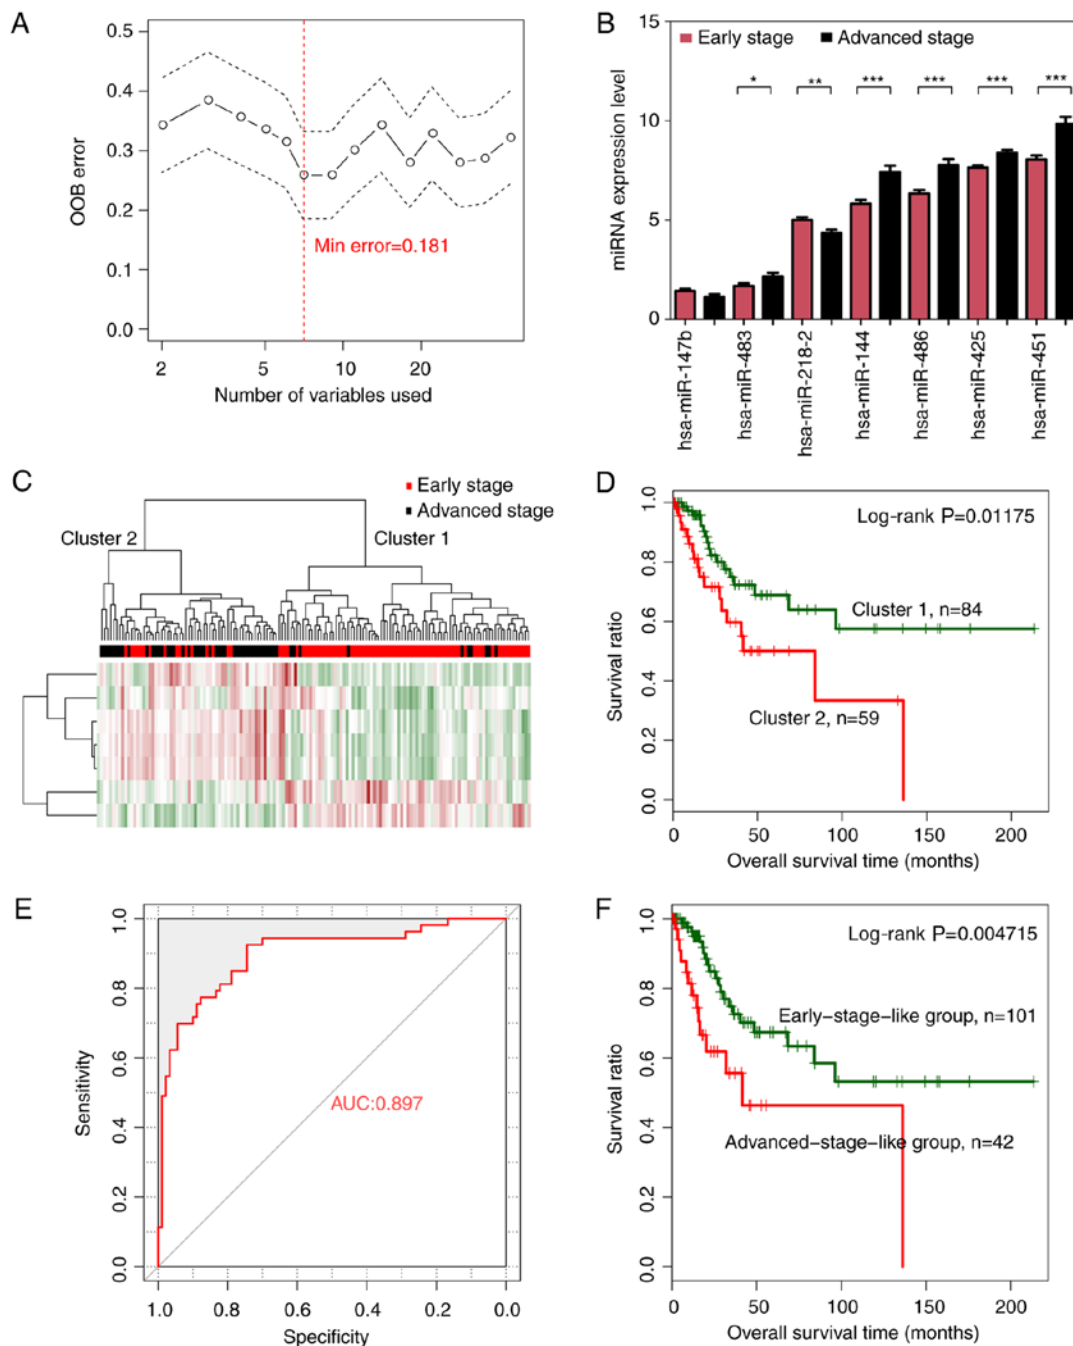 A
0.5
0.4
0.3
0.2
0.1
0.0
OOB error
Min error=0.181
2
5
10
20
Number of variables used
B
15
10
5
0
miRNA expression level
Early stage
Advanced stage
*
**
***
***
***
***
hsa-miR-147b
hsa-miR-483
hsa-miR-218-2
hsa-miR-144
hsa-miR-486
hsa-miR-425
hsa-miR-451
C
Early stage
Advanced stage
Cluster 2
Cluster 1
D
1.0
0.8
0.6
0.4
0.2
0.0
Survival ratio
Log-rank P=0.01175
Cluster 1, n=84
Cluster 2, n=59
0
50
100
150
200
Overall survival time (months)
E
1.0
0.8
0.6
0.4
0.2
0.0
Sensitivity
AUC:0.897
1.0
0.8
0.6
0.4
0.2
0.0
Specificity
F
1.0
0.8
0.6
0.4
0.2
0.0
Survival ratio
Log-rank P=0.004715
Early-stage-like group, n=101
Advanced-stage-like group, n=42
0
50
100
150
200
Overall survival time (months)